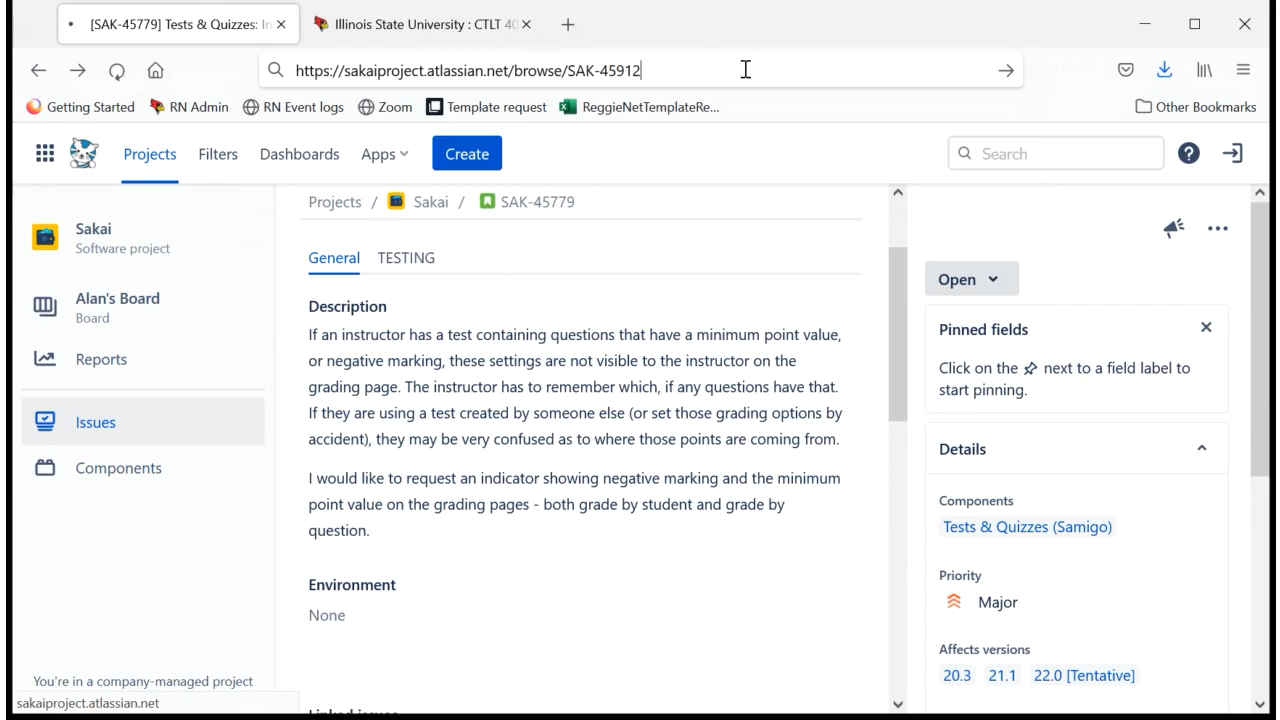 [SAK-45779] Tests & Quizzes: In
Illinois State University : CTLT 40
https://sakaiproject.atlassian.net/browse/SAK-45912
Getting Started
RN Admin
RN Event logs
Zoom
Template request
ReggieNetTemplateRe...
Other Bookmarks
Projects
Filters
Dashboards
Apps
Create
Search
Sakai
Software project
Alan's Board
Board
Reports
Issues
Components
You're in a company-managed project
sakaiproject.atlassian.net
Projects / Sakai / SAK-45779
General TESTING
Description
If an instructor has a test containing questions that have a minimum point value,
or negative marking, these settings are not visible to the instructor on the
grading page. The instructor has to remember which, if any questions have that.
If they are using a test created by someone else (or set those grading options by
accident), they may be very confused as to where those points are coming from.
I would like to request an indicator showing negative marking and the minimum
point value on the grading pages - both grade by student and grade by
question.
Environment
None
Linked issues
Open
Pinned fields
Click on the next to a field label to
start pinning.
Details
Components
Tests & Quizzes (Samigo)
Priority
Major
Affects versions
20.3 21.1 22.0 [Tentative]